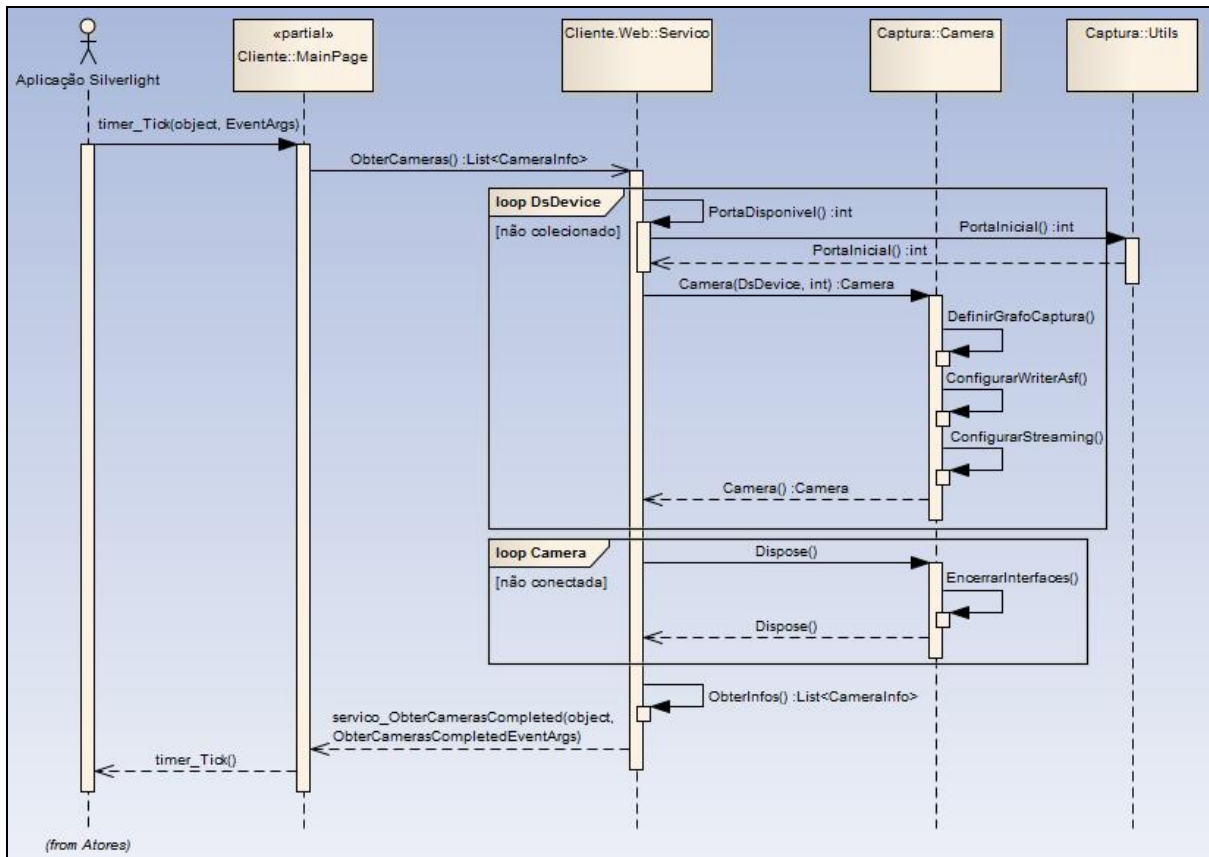 «partial»
Cliente::MainPage
Cliente.Web::Servico
Captura::Camera
Captura::Utils
Aplicação Silverlight
timer_Tick(object, EventArgs)
ObterCameras() :List<CameraInfo>
loop DsDevice
[não colecionado]
PortaDisponivel() :int
PortaInicial() :int
PortaInicial() :int
Camera(DsDevice, int) :Camera
DefinirGrafoCaptura()
ConfigurarWriterAsf()
ConfigurarStreaming()
Camera() :Camera
loop Camera
[não conectada]
Dispose()
EncerrarInterfaces()
Dispose()
ObterInfos() :List<CameraInfo>
servico_ObterCamerasCompleted(object,
ObterCamerasCompletedEventArgs)
timer_Tick()
(from Atores)